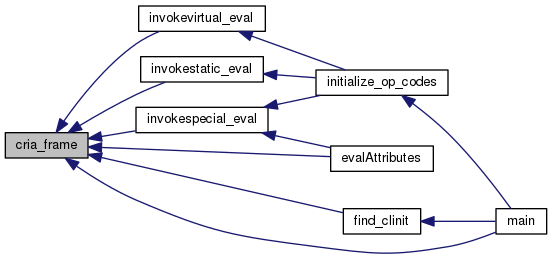 invokevirtual_eval
invokestatic_eval
initialize_op_codes
invokespecial_eval
cria_frame
evalAttributes
find_clinit
main